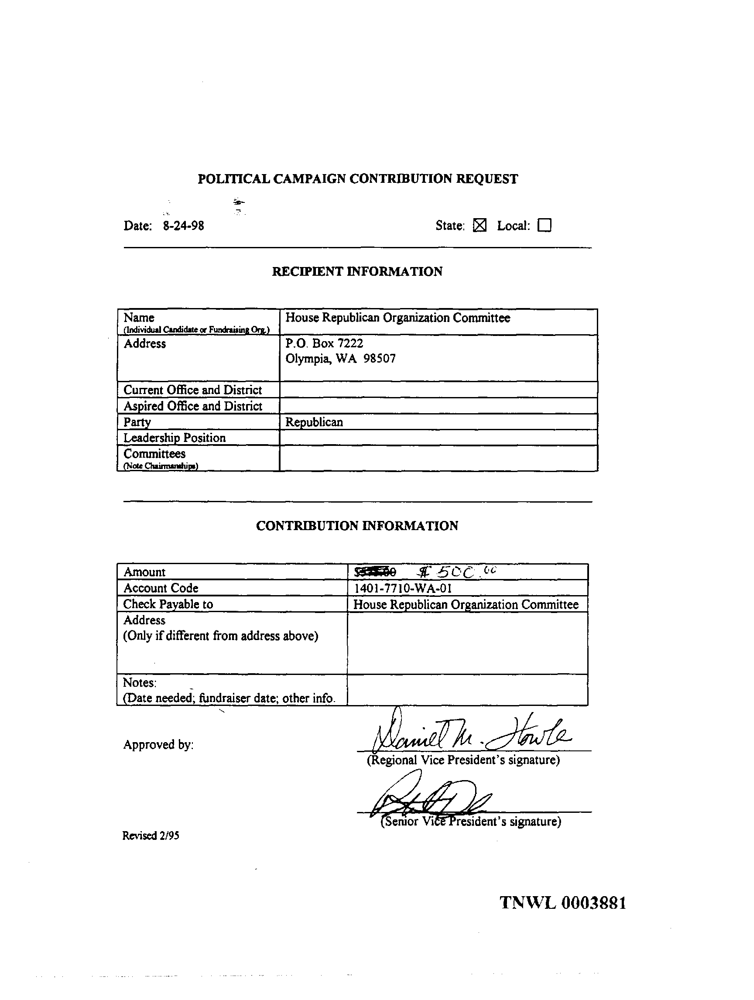 POLITICAL CAMPAIGN CONTRIBUTION REQUEST
Date: 8-24-98 State: ☒ Local: ☐
RECIPIENT INFORMATION
Name House Republican Organization Committee
(Individual Candidate or Fundraising Org.)
Address P.O. Box 7222
Olympia, WA 98507
Current Office and District
Aspired Office and District
Party Republican
Leadership Position
Committees
(Note Chairmanships)
CONTRIBUTION INFORMATION
Amount $ 500.00
Account Code 1401-7710-WA-01
Check Payable to House Republican Organization Committee
Address
(Only if different from address above)
Notes:
(Date needed; fundraiser date; other info.
Approved by: Daniel M. Howle
(Regional Vice President's signature)
(Senior Vice President's signature)
Revised 2/95
TNWL 0003881